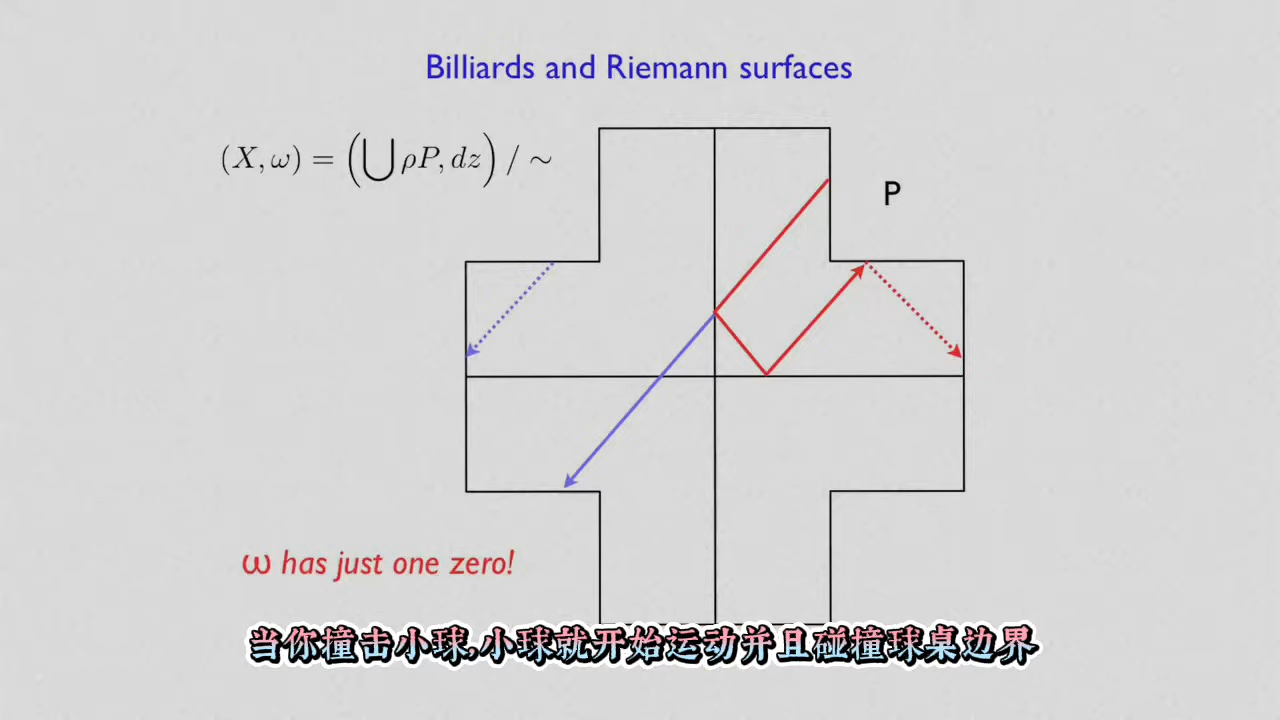 Billiards and Riemann surfaces
(X, ω) = (⋃ ρP, dz) / ∼
P
ω has just one zero!
当你撞击小球,小球就开始运动并且碰撞球桌边界